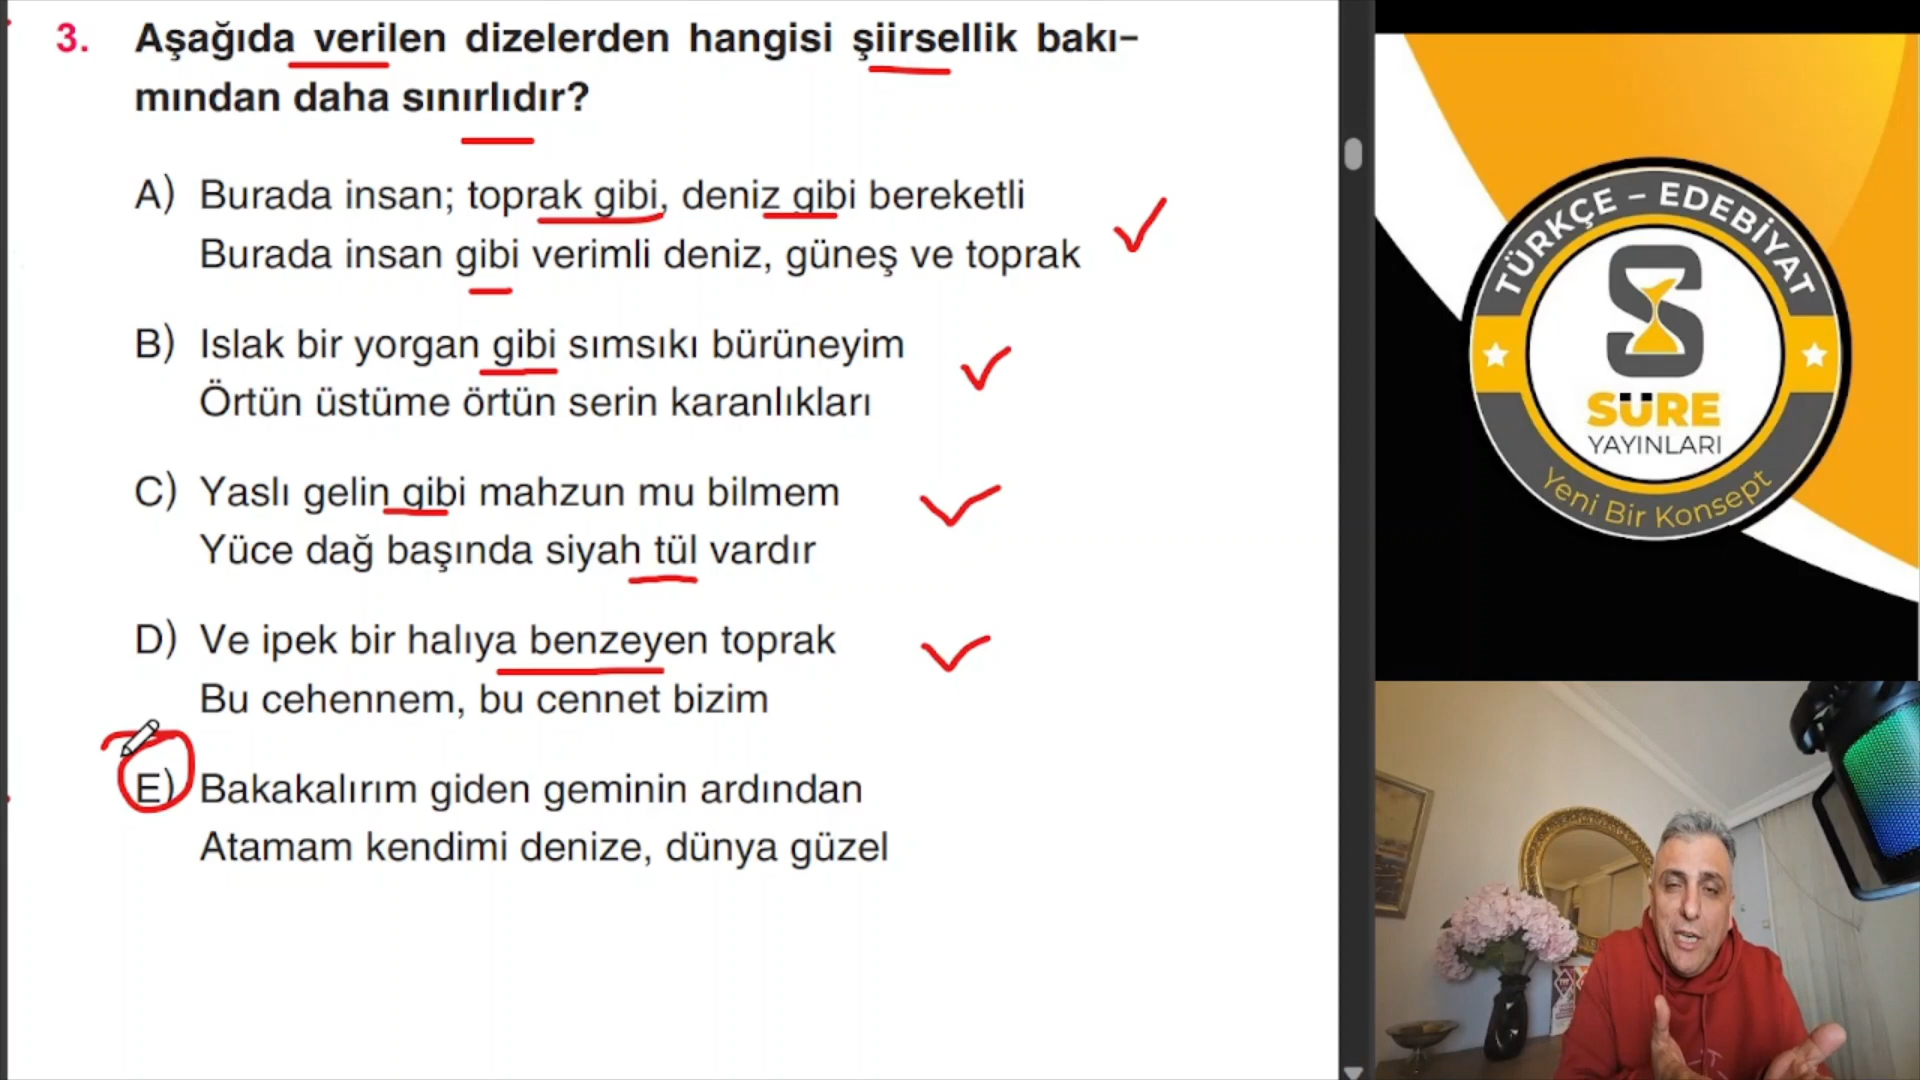 3. Aşağıda verilen dizelerden hangisi şiirsellik bakı-
mından daha sınırlıdır?
A) Burada insan; toprak gibi, deniz gibi bereketli
Burada insan gibi verimli deniz, güneş ve toprak
B) Islak bir yorgan gibi sımsıkı bürüneyim
Örtün üstüme örtün serin karanlıkları
C) Yaslı gelin gibi mahzun mu bilmem
Yüce dağ başında siyah tül vardır
D) Ve ipek bir halıya benzeyen toprak
Bu cehennem, bu cennet bizim
E) Bakakalırım giden geminin ardından
Atamam kendimi denize, dünya güzel
TÜRKÇE – EDEBİYAT
SÜRE
YAYINLARI
Yeni Bir Konsept